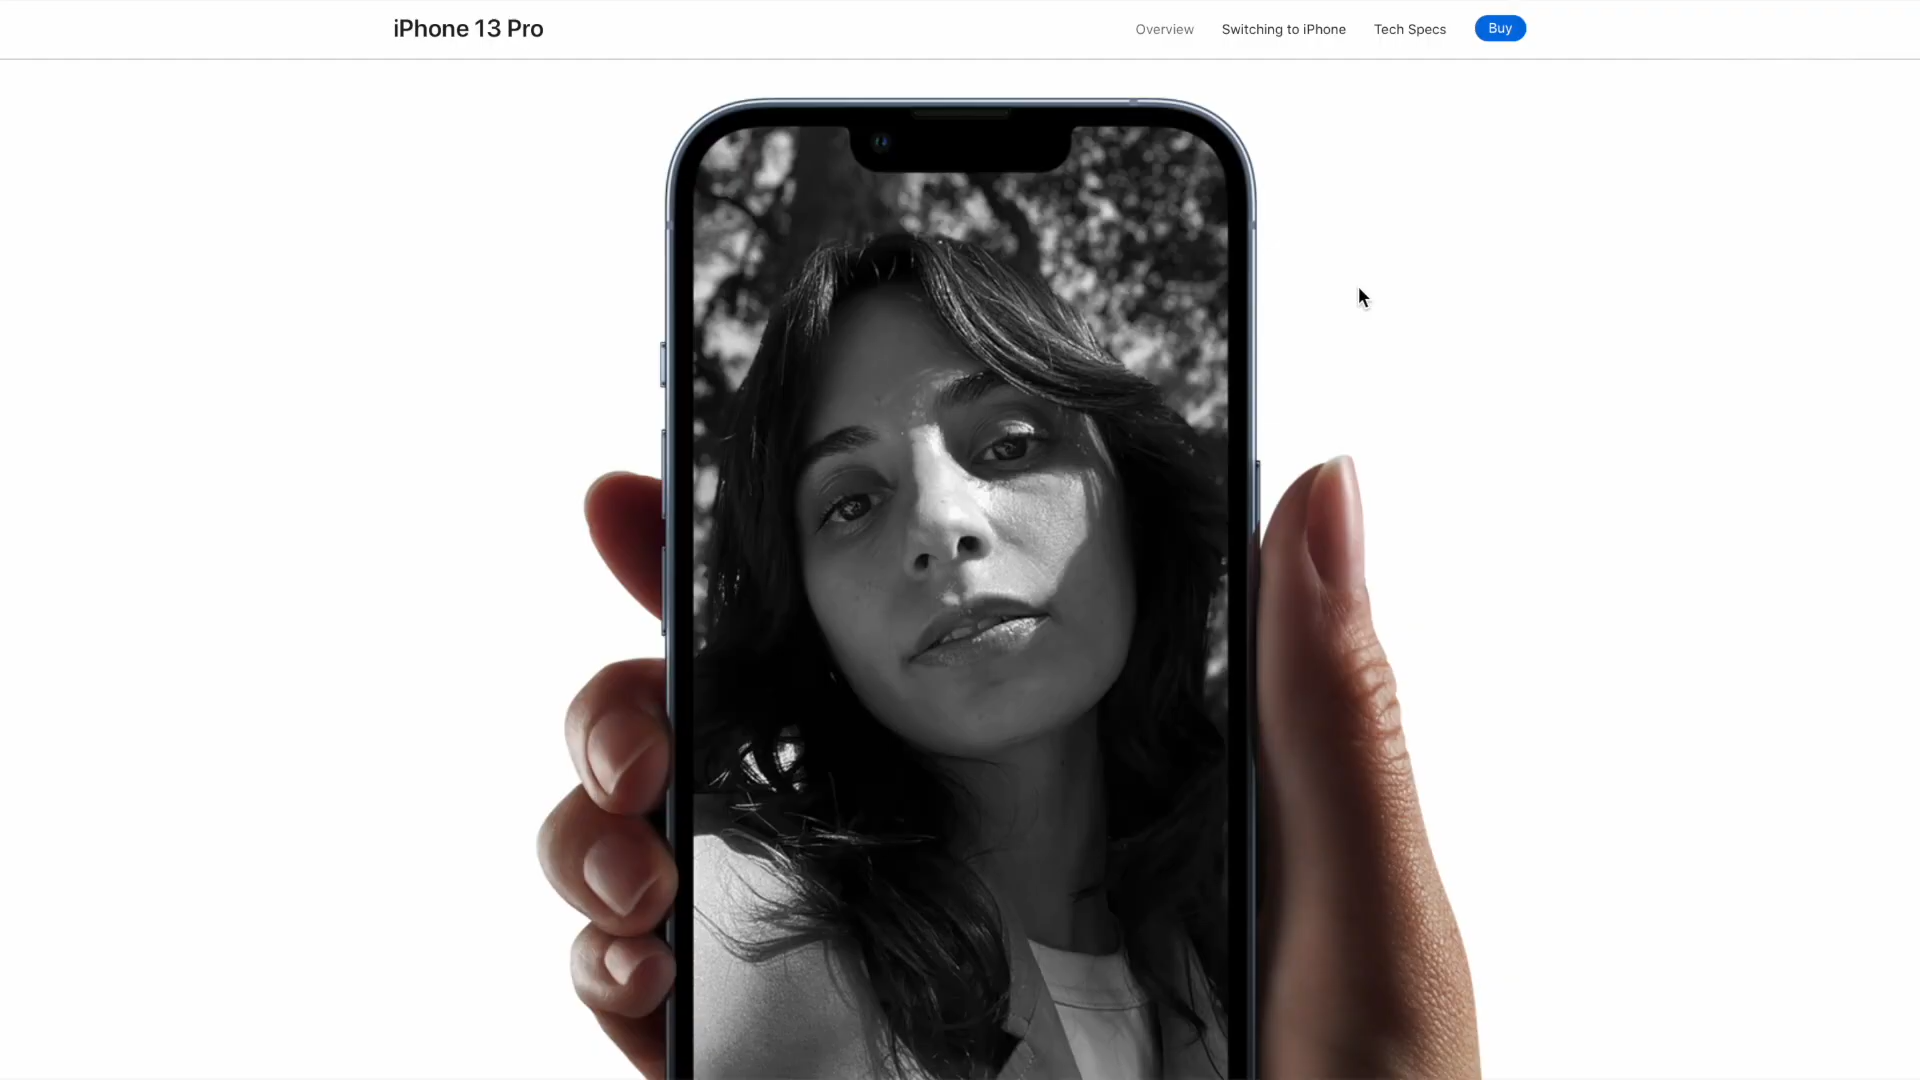 iPhone 13 Pro
Overview
Switching to iPhone
Tech Specs
Buy